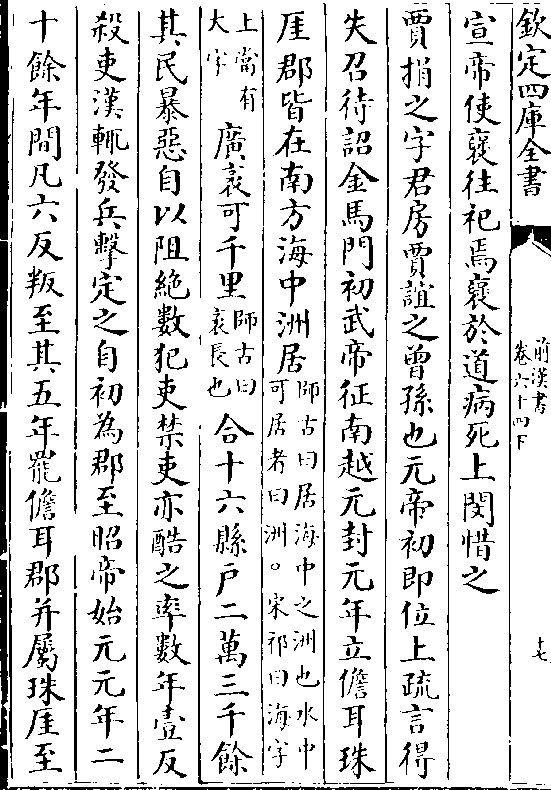 欽定四庫全書
前漢書
卷六十四下
十七
宣帝使襃往祀焉襃於道病死上閔惜之
賈捐之字君房賈誼之曾孫也元帝初即位上疏言得
失召待詔金馬門初武帝征南越元封元年立儋耳珠
厓郡皆在南方海中洲居師古曰居海中之洲也水中可居者曰洲。宋祁曰海字
上當有大字廣袤可千里師古曰袤長也合十六縣户二萬三千餘
其民暴惡自以阻絶數犯吏禁吏亦酷之率數年壹反
殺吏漢輒發兵擊定之自初為郡至昭帝始元元年二
十餘年間凡六反叛至其五年罷儋耳郡并屬珠厓至